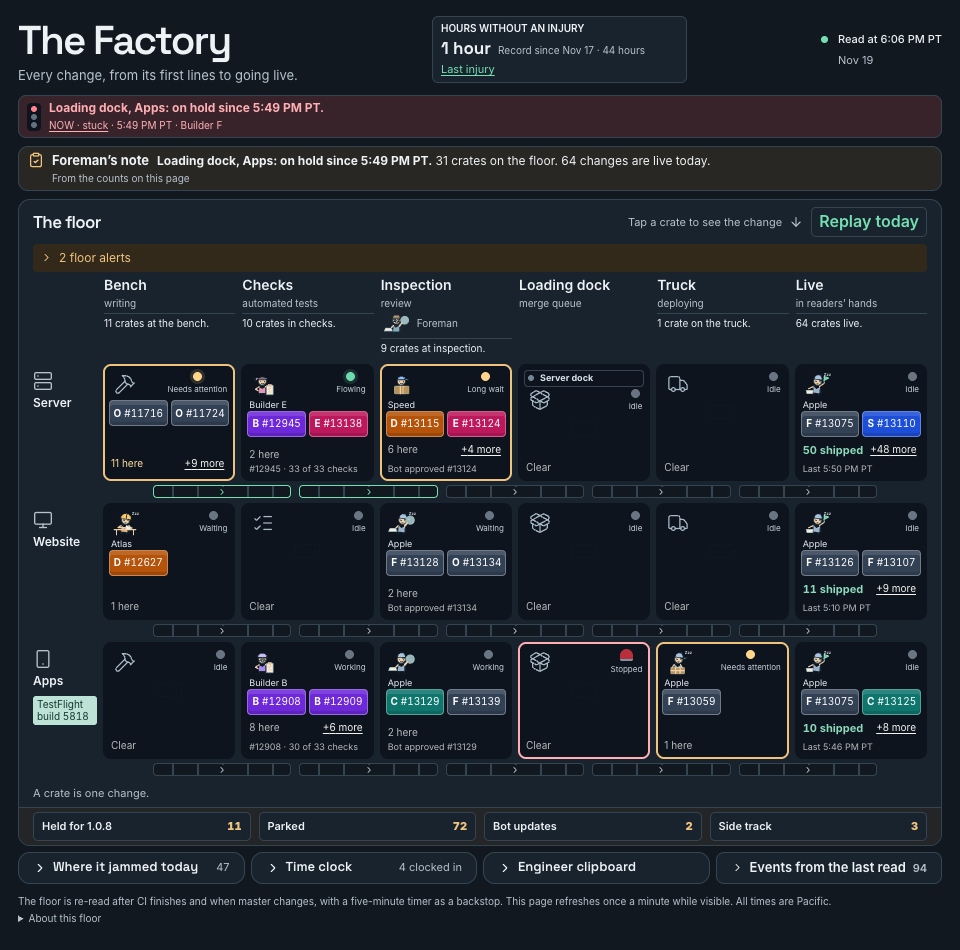 The Factory
Every change, from its first lines to going live.
HOURS WITHOUT AN INJURY
1 hour Record since Nov 17 · 44 hours
Last injury
Read at 6:06 PM PT
Nov 19
Loading dock, Apps: on hold since 5:49 PM PT.
NOW · stuck · 5:49 PM PT · Builder F
Foreman’s note Loading dock, Apps: on hold since 5:49 PM PT. 31 crates on the floor. 64 changes are live today.
From the counts on this page
The floor
Tap a crate to see the change ↓ Replay today
2 floor alerts
Bench Checks Inspection Loading dock Truck Live
writing automated tests review merge queue deploying in readers’ hands
11 crates at the bench. 10 crates in checks. Foreman 1 crate on the truck. 64 crates live.
9 crates at inspection.
Server
Needs attention
O #11716 O #11724
11 here +9 more
Flowing
Builder E
B #12945 E #13138
2 here
#12945 · 33 of 33 checks
Long wait
Speed
D #13115 E #13124
6 here +4 more
Bot approved #13124
Server dock
Idle
Clear
Idle
Clear
Idle
Apple
F #13075 S #13110
50 shipped +48 more
Last 5:50 PM PT
Website
Waiting
Atlas
D #12627
1 here
Idle
Clear
Waiting
Apple
F #13128 O #13134
2 here
Bot approved #13134
Idle
Clear
Idle
Clear
Idle
Apple
F #13126 F #13107
11 shipped +9 more
Last 5:10 PM PT
Apps
TestFlight
build 5818
Idle
Clear
Working
Builder B
B #12908 B #12909
8 here +6 more
#12908 · 30 of 33 checks
Working
Apple
C #13129 F #13139
2 here
Bot approved #13129
Stopped
Clear
Needs attention
Apple
F #13059
1 here
Idle
Apple
F #13075 C #13125
10 shipped +8 more
Last 5:46 PM PT
A crate is one change.
Held for 1.0.8 11
Parked 72
Bot updates 2
Side track 3
Where it jammed today 47
Time clock 4 clocked in
Engineer clipboard
Events from the last read 94
The floor is re-read after CI finishes and when master changes, with a five-minute timer as a backstop. This page refreshes once a minute while visible. All times are Pacific.
About this floor